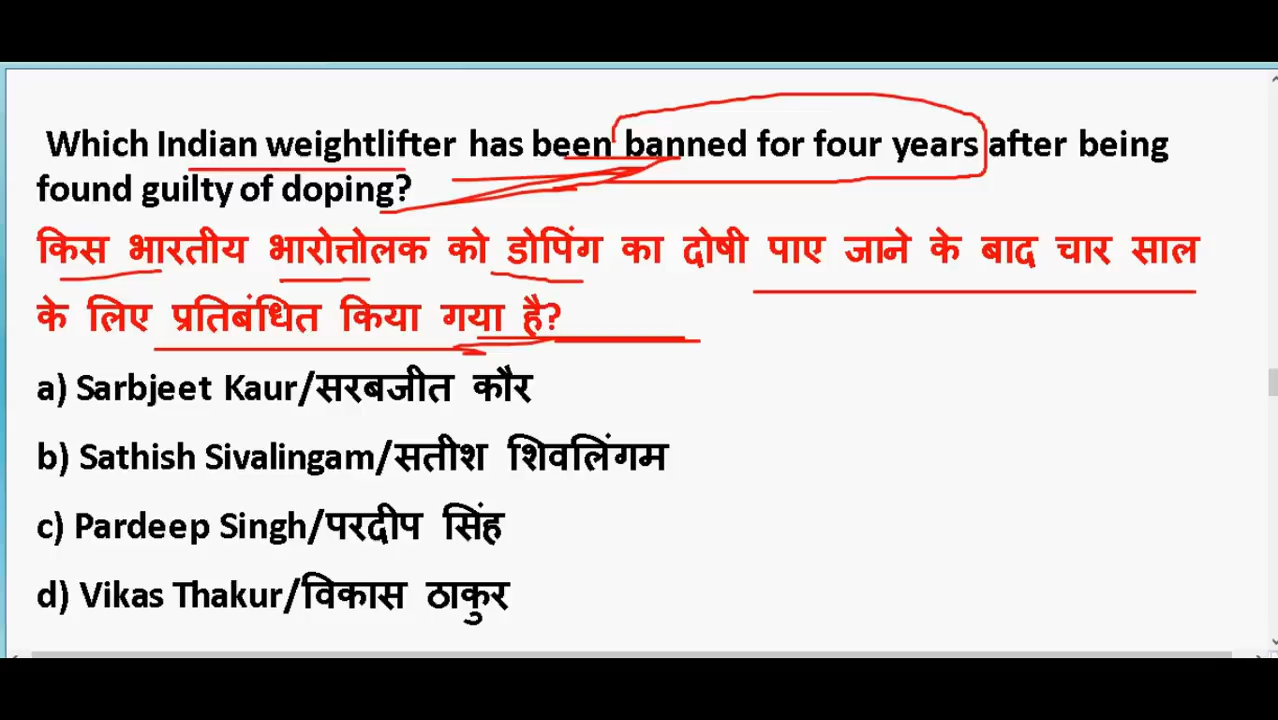 Which Indian weightlifter has been banned for four years after being
found guilty of doping?
किस भारतीय भारोत्तोलक को डोपिंग का दोषी पाए जाने के बाद चार साल
के लिए प्रतिबंधित किया गया है?
a) Sarbjeet Kaur/सरबजीत कौर
b) Sathish Sivalingam/सतीश शिवलिंगम
c) Pardeep Singh/परदीप सिंह
d) Vikas Thakur/विकास ठाकुर